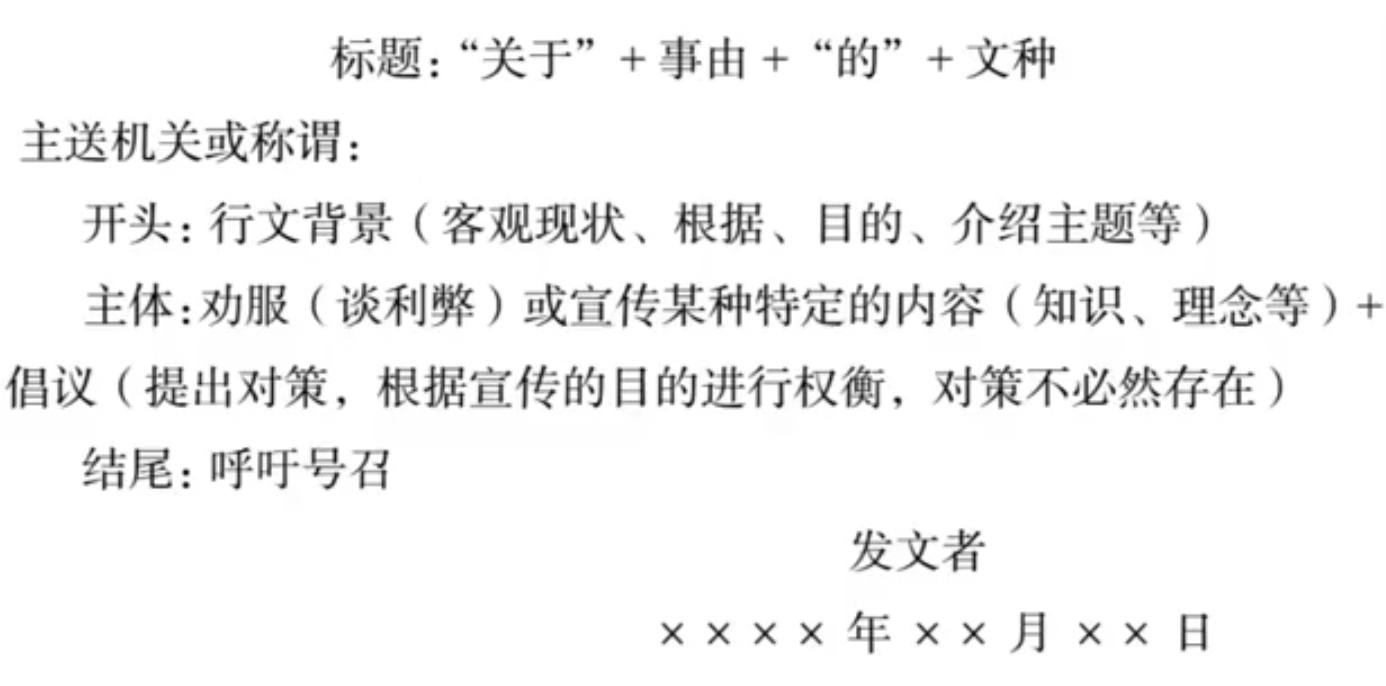 标题：“关于”+事由+“的”+文种
主送机关或称谓：
开头：行文背景（客观现状、根据、目的、介绍主题等）
主体：劝服（谈利弊）或宣传某种特定的内容（知识、理念等）+
倡议（提出对策，根据宣传的目的进行权衡，对策不必然存在）
结尾：呼吁号召
发文者
××××年××月××日